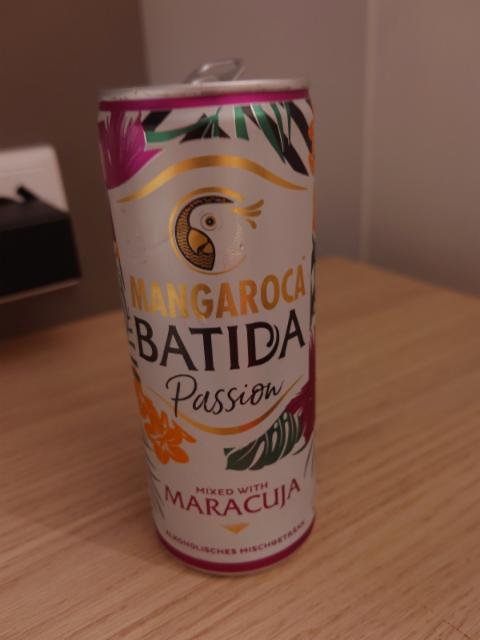 MANGAROCA
BATIDA
Passion
MIXED WITH
MARACUJA
ALKOHOLISCHES MISCHGETRÄNK